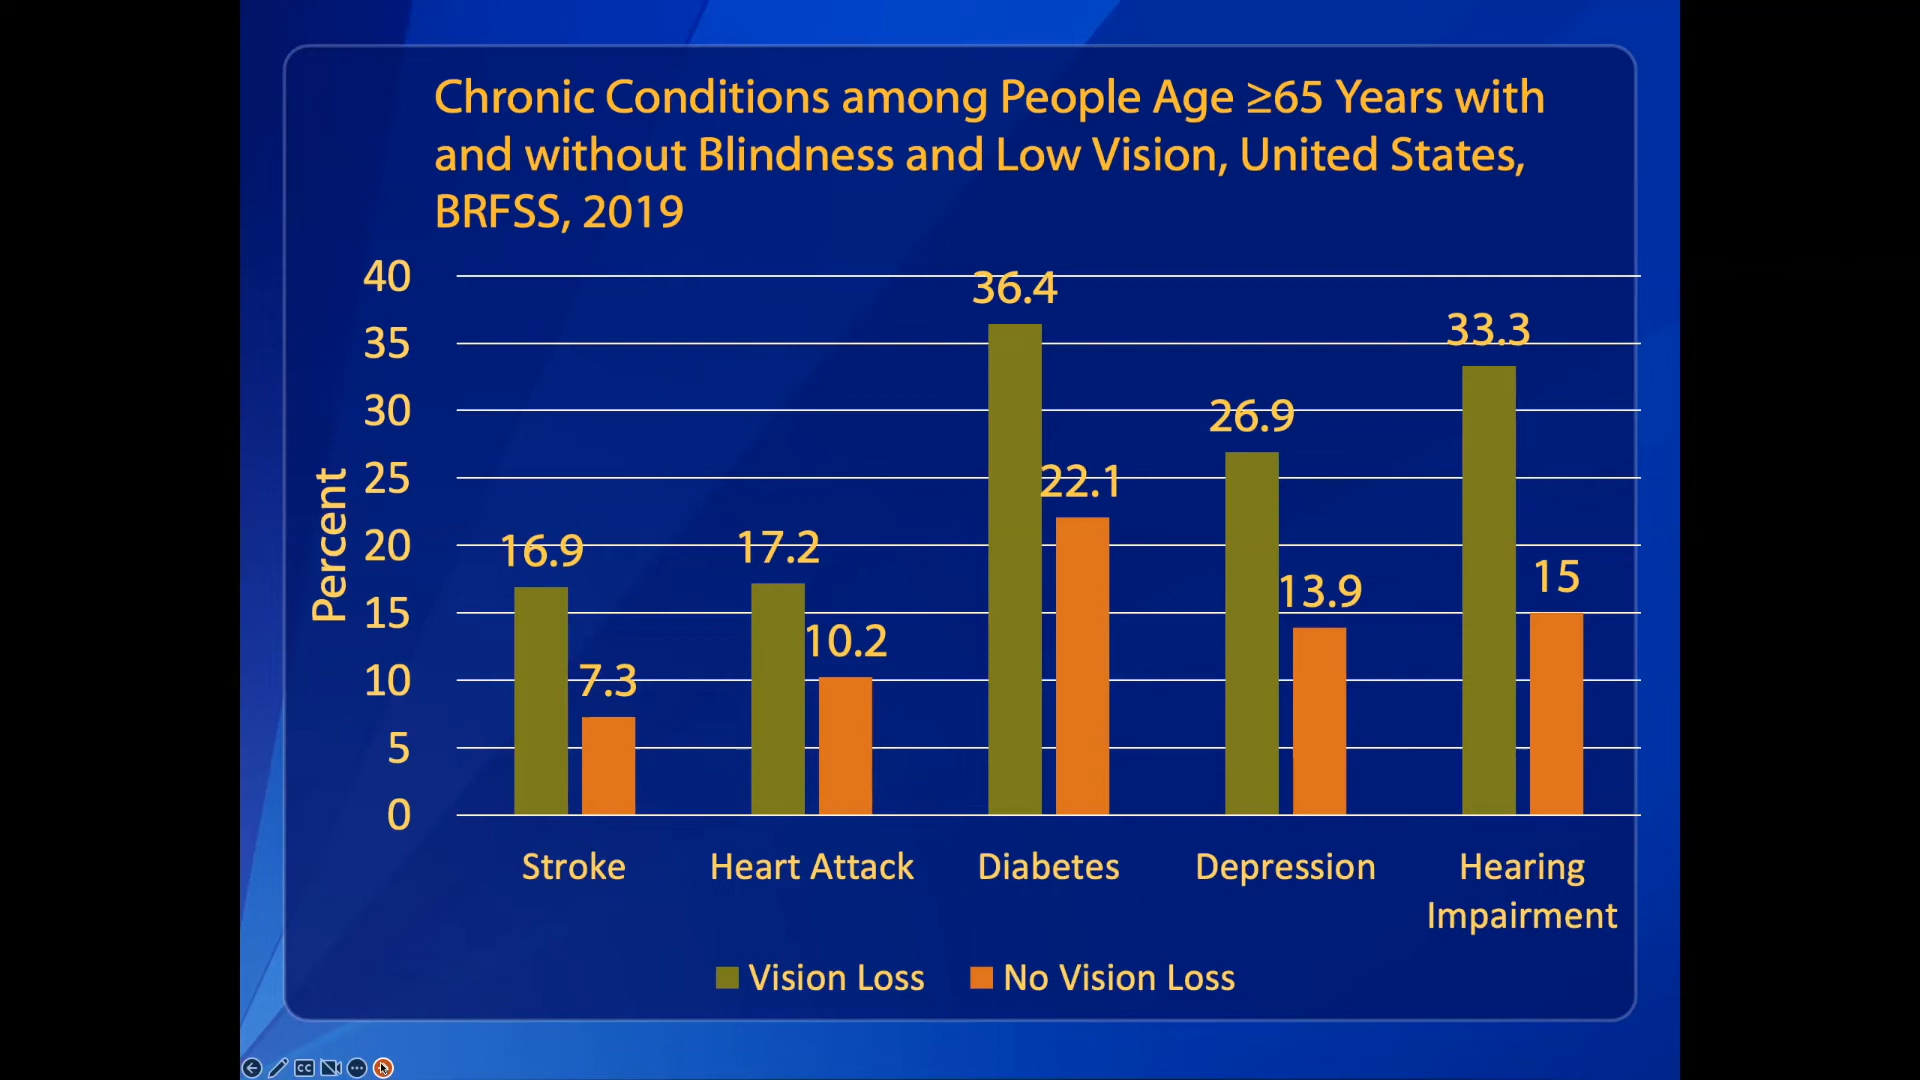 Chronic Conditions among People Age ≥65 Years with
and without Blindness and Low Vision, United States,
BRFSS, 2019
Percent
40
35
30
25
20
15
10
5
0
16.9
7.3
17.2
10.2
36.4
22.1
26.9
13.9
33.3
15
Stroke
Heart Attack
Diabetes
Depression
Hearing
Impairment
Vision Loss
No Vision Loss
CC